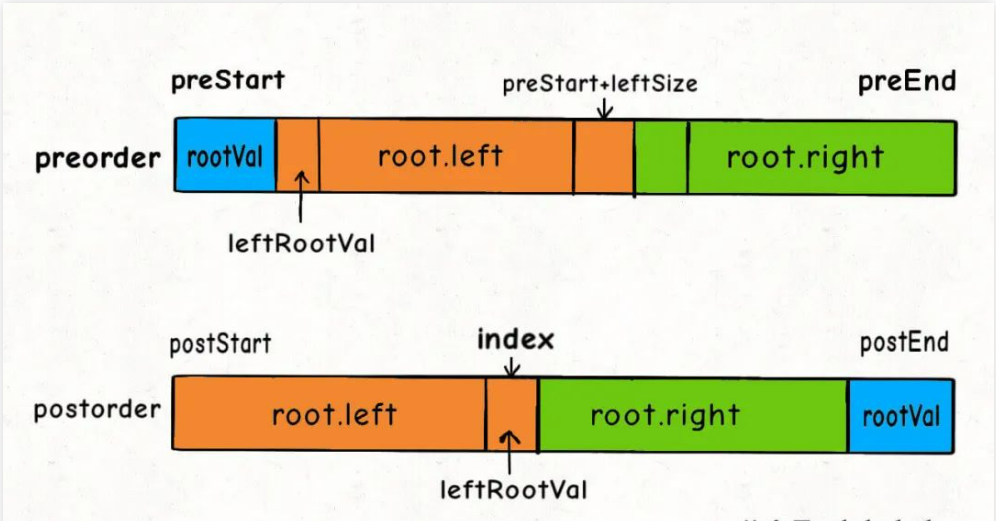 preStart
preStart+leftSize
preEnd
preorder
rootVal
root.left
root.right
leftRootVal
postStart
index
postEnd
postorder
root.left
root.right
rootVal
leftRootVal